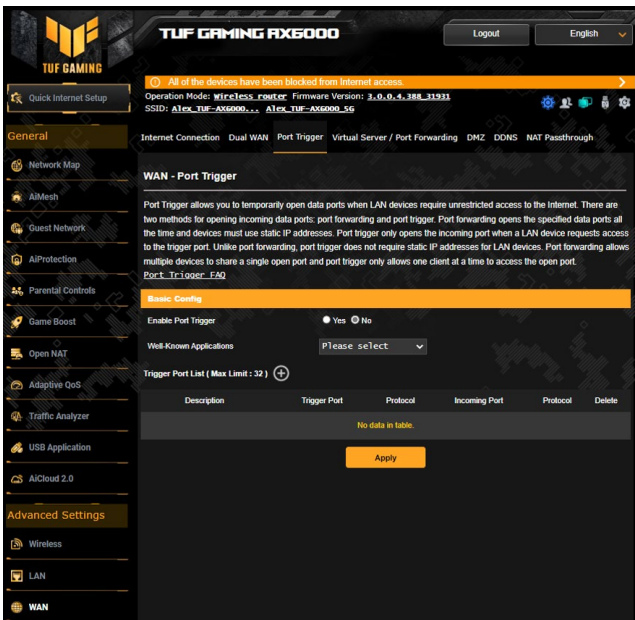 TUF GAMING
TUF GAMING AX6000
Logout
English
All of the devices have been blocked from Internet access.
Quick Internet Setup
Operation Mode: Wireless router Firmware Version: 3.0.0.4.388_31931
SSID: Alex_TUF-AX6000... Alex_TUF-AX6000_5G
General
Internet Connection Dual WAN Port Trigger Virtual Server / Port Forwarding DMZ DDNS NAT Passthrough
Network Map
AiMesh
Guest Network
AiProtection
Parental Controls
Game Boost
Open NAT
Adaptive QoS
Traffic Analyzer
USB Application
AiCloud 2.0
Advanced Settings
Wireless
LAN
WAN
WAN - Port Trigger
Port Trigger allows you to temporarily open data ports when LAN devices require unrestricted access to the Internet. There are
two methods for opening incoming data ports: port forwarding and port trigger. Port forwarding opens the specified data ports all
the time and devices must use static IP addresses. Port trigger only opens the incoming port when a LAN device requests access
to the trigger port. Unlike port forwarding, port trigger does not require static IP addresses for LAN devices. Port forwarding allows
multiple devices to share a single open port and port trigger only allows one client at a time to access the open port.
Port Trigger FAQ
Basic Config
Enable Port Trigger Yes No
Well-Known Applications Please select
Trigger Port List ( Max Limit : 32 )
Description Trigger Port Protocol Incoming Port Protocol Delete
No data in table.
Apply